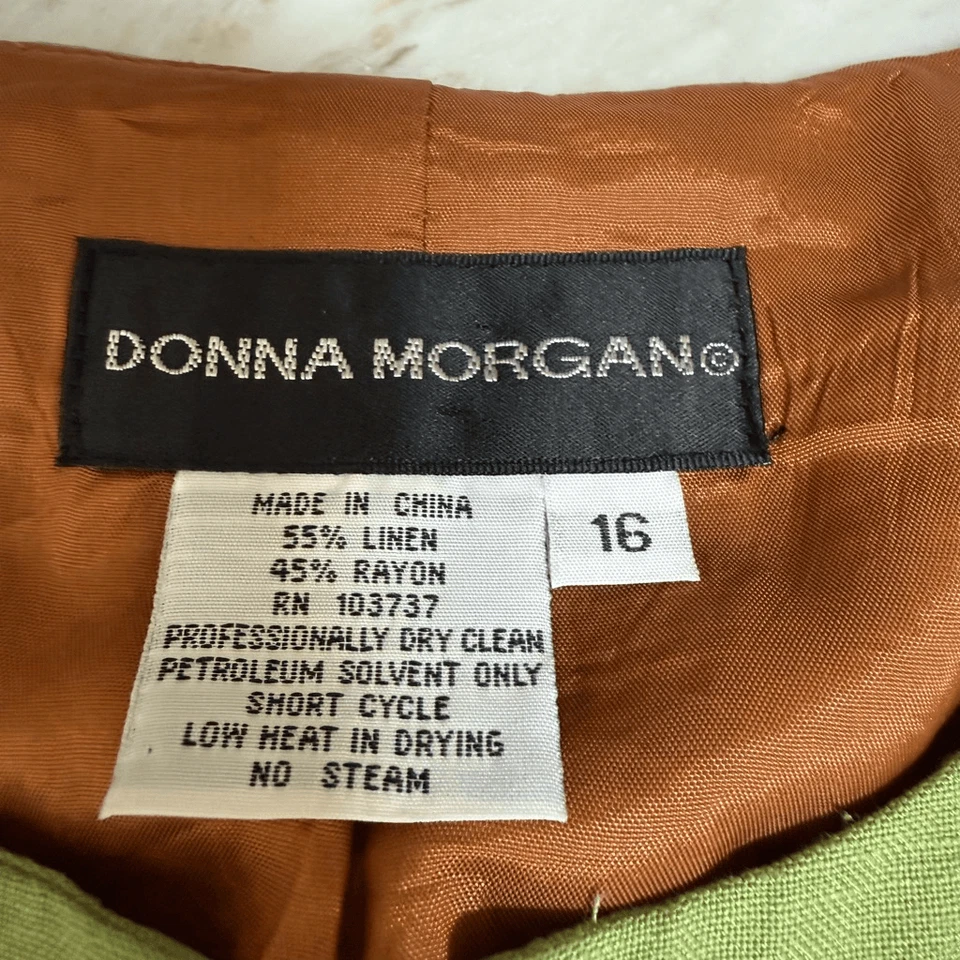 DONNA MORGAN©
MADE IN CHINA
55% LINEN
45% RAYON
RN 103737
PROFESSIONALLY DRY CLEAN
PETROLEUM SOLVENT ONLY
SHORT CYCLE
LOW HEAT IN DRYING
NO STEAM
16